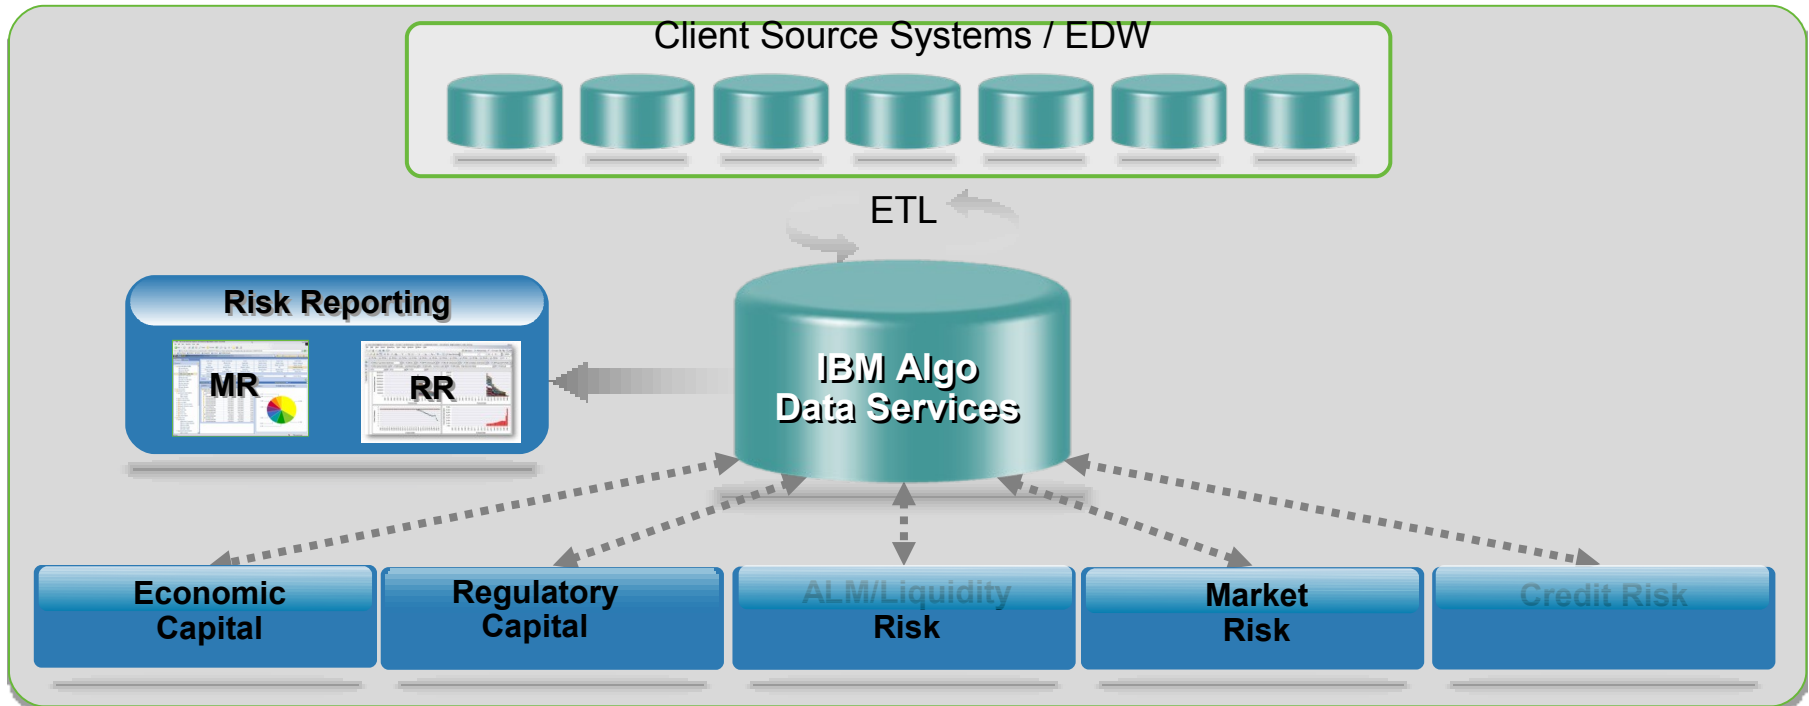 Client Source Systems / EDW
ETL
Risk Reporting
MR
RR
IBM Algo
Data Services
Economic
Capital
Regulatory
Capital
ALM/Liquidity
Risk
Market
Risk
Credit Risk